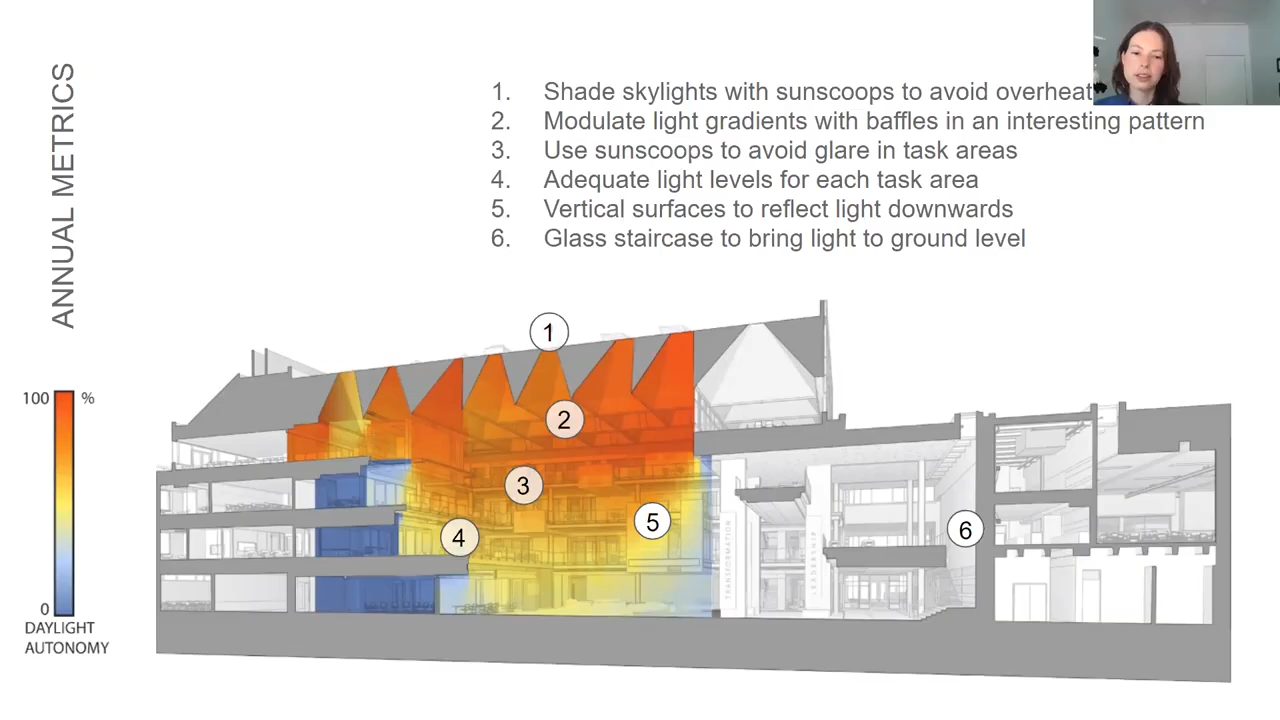 ANNUAL METRICS
1. Shade skylights with sunscoops to avoid overheat
2. Modulate light gradients with baffles in an interesting pattern
3. Use sunscoops to avoid glare in task areas
4. Adequate light levels for each task area
5. Vertical surfaces to reflect light downwards
6. Glass staircase to bring light to ground level
1
2
3
4
5
6
TRANSFORMATION
LEADERSHIP
100 %
0
DAYLIGHT
AUTONOMY